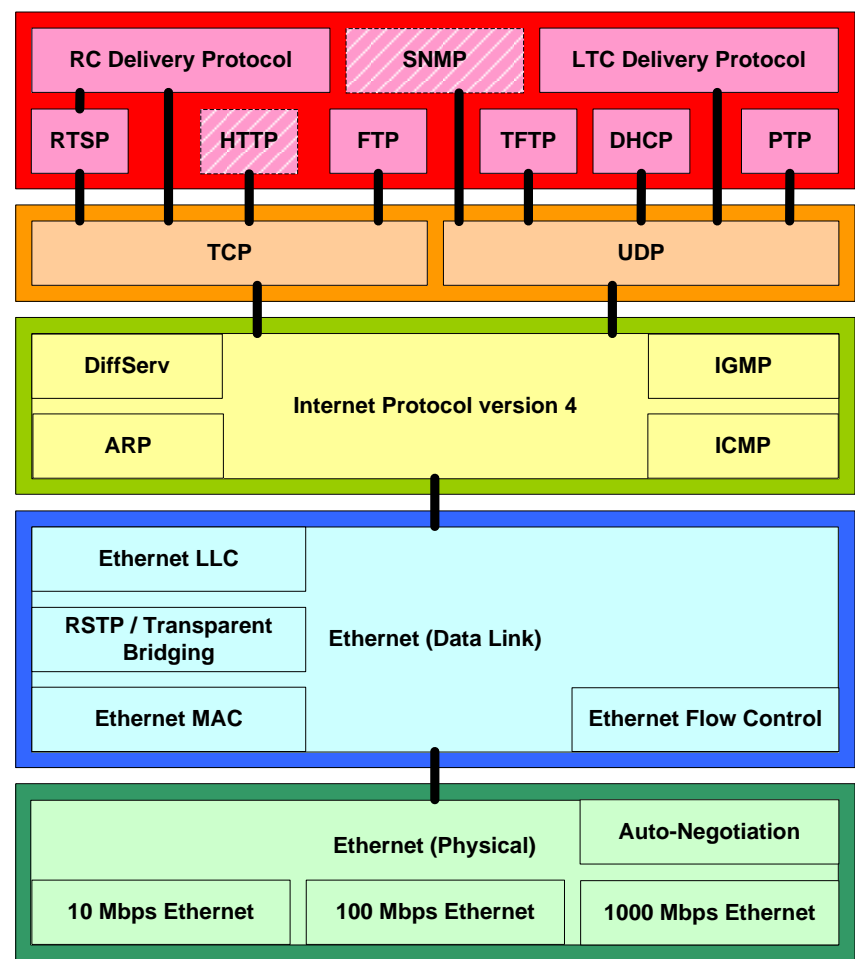 RC Delivery Protocol
SNMP
LTC Delivery Protocol
RTSP
HTTP
FTP
TFTP
DHCP
PTP
TCP
UDP
DiffServ
IGMP
Internet Protocol version 4
ARP
ICMP
Ethernet LLC
RSTP / Transparent
Bridging
Ethernet (Data Link)
Ethernet MAC
Ethernet Flow Control
Auto-Negotiation
Ethernet (Physical)
10 Mbps Ethernet
100 Mbps Ethernet
1000 Mbps Ethernet